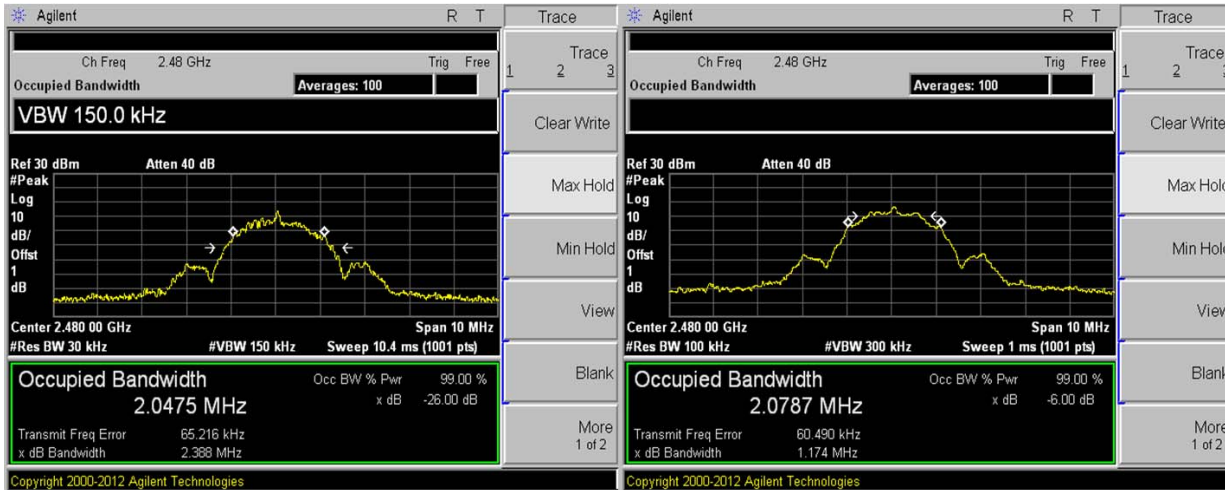 Agilent R T Trace
Ch Freq 2.48 GHz Trig Free
Occupied Bandwidth Averages: 100
VBW 150.0 kHz
Ref 30 dBm Atten 40 dB
#Peak
Log
10
dB/
Offst
1
dB
Center 2.480 00 GHz Span 10 MHz
#Res BW 30 kHz #VBW 150 kHz Sweep 10.4 ms (1001 pts)
Occupied Bandwidth Occ BW % Pwr 99.00 %
2.0475 MHz x dB -26.00 dB
Transmit Freq Error 65.216 kHz
x dB Bandwidth 2.388 MHz
Copyright 2000-2012 Agilent Technologies
Trace
1 2 3
Clear Write
Max Hold
Min Hold
View
Blank
More
1 of 2
Agilent R T Trace
Ch Freq 2.48 GHz Trig Free
Occupied Bandwidth Averages: 100
Ref 30 dBm Atten 40 dB
#Peak
Log
10
dB/
Offst
1
dB
Center 2.480 00 GHz Span 10 MHz
#Res BW 100 kHz #VBW 300 kHz Sweep 1 ms (1001 pts)
Occupied Bandwidth Occ BW % Pwr 99.00 %
2.0787 MHz x dB -6.00 dB
Transmit Freq Error 60.490 kHz
x dB Bandwidth 1.174 MHz
Copyright 2000-2012 Agilent Technologies
Trace
1 2
Clear Write
Max Hold
Min Hold
View
Blank
More
1 of 2